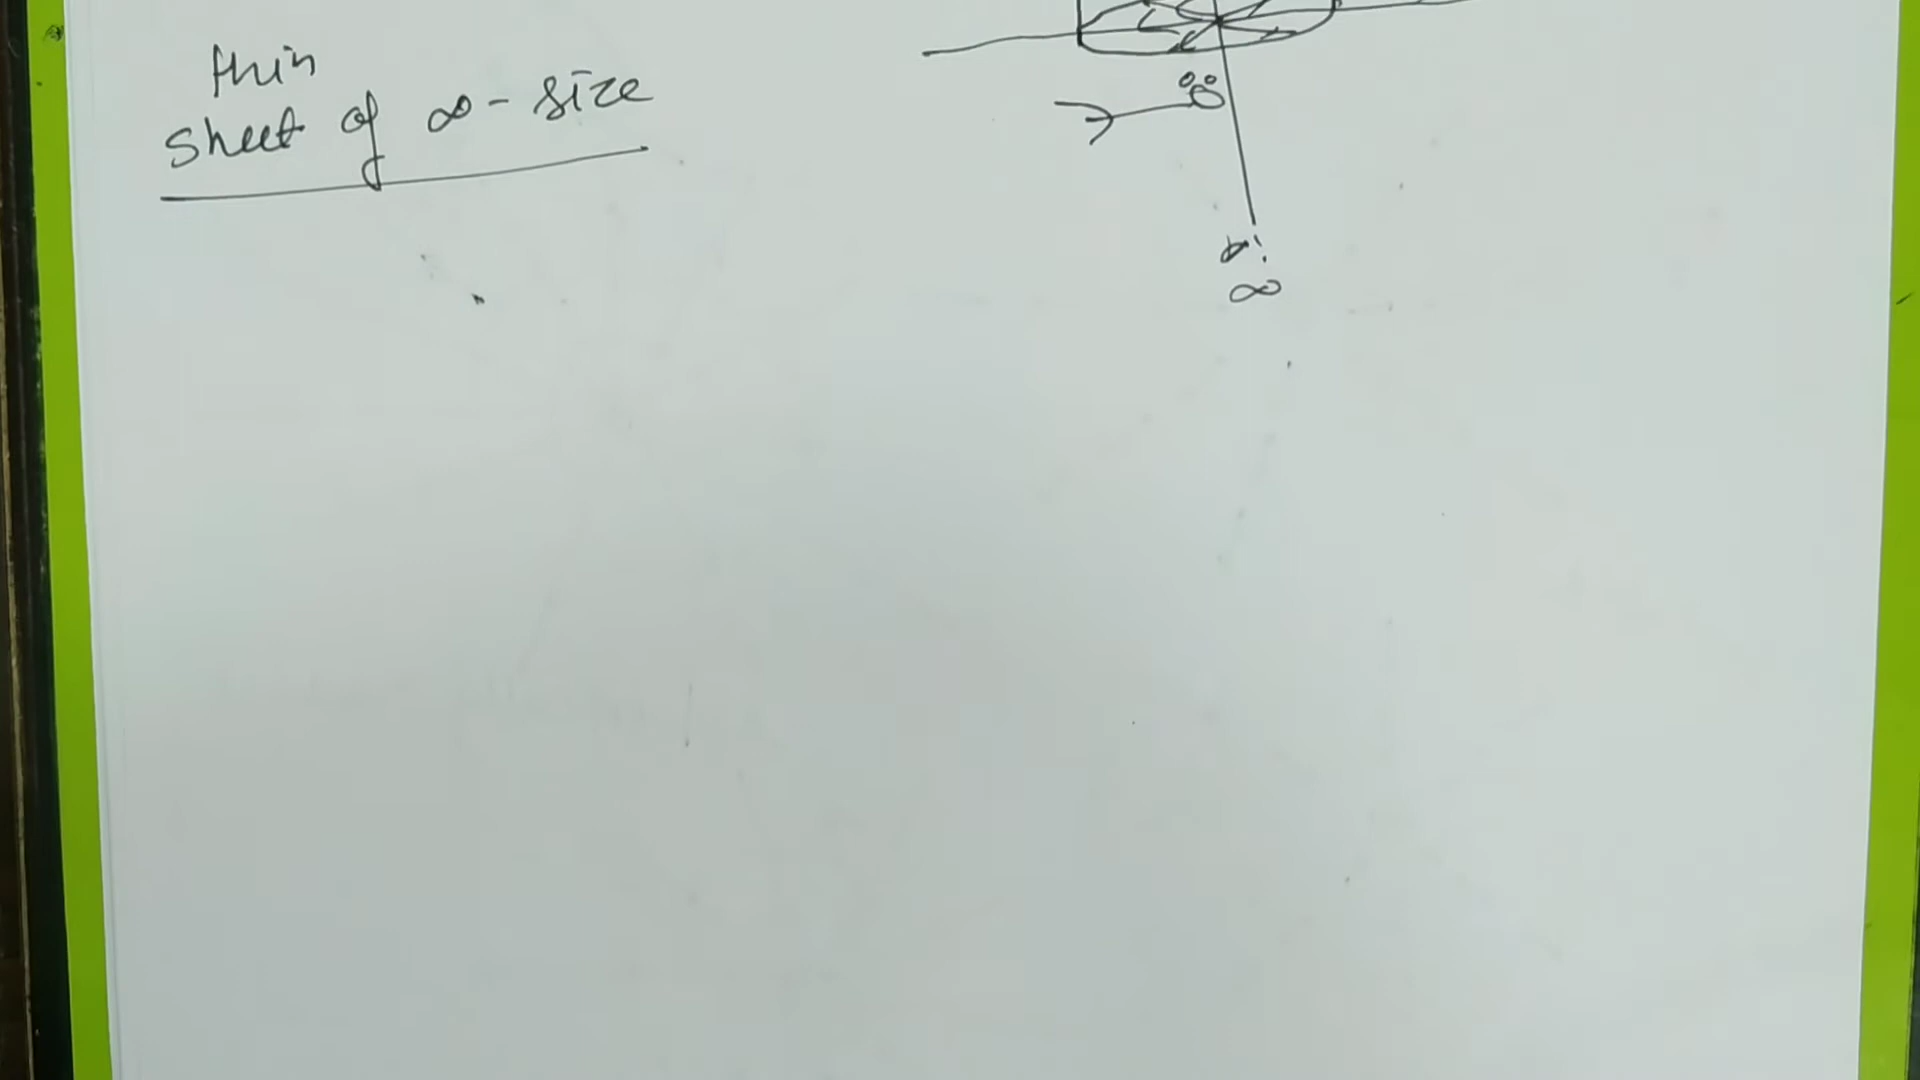 thin
sheet of ∞ - size
∞